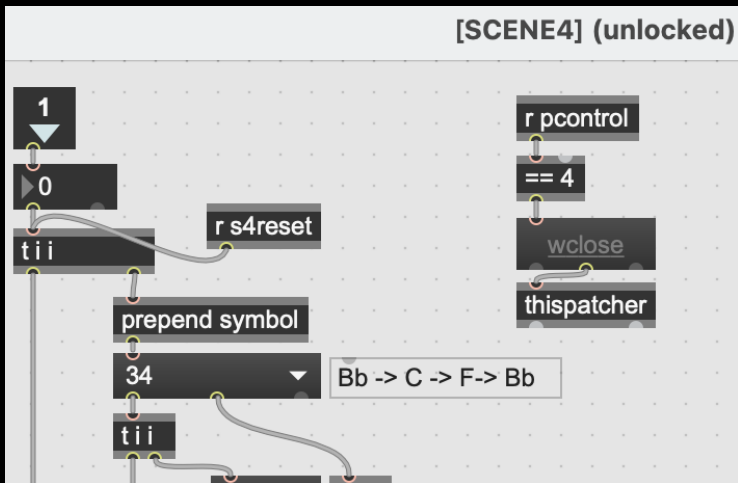 [SCENE4] (unlocked)
1
r pcontrol
0
== 4
r s4reset
t i i
wclose
thispatcher
prepend symbol
34
Bb -> C -> F-> Bb
t i i